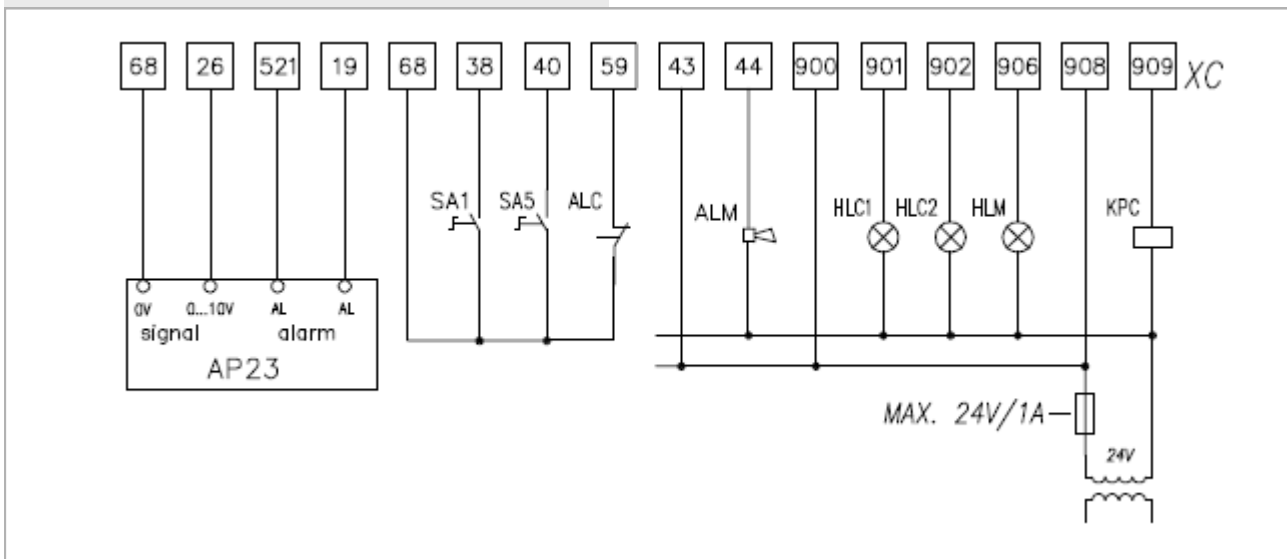 68 26 521 19 68 38 40 59 43 44 900 901 902 906 908 909 XC
SA1 SA5 ALC ALM HLC1 HLC2 HLM KPC
0V 0...10V AL AL
signal alarm
AP23
MAX. 24V/1A
24V